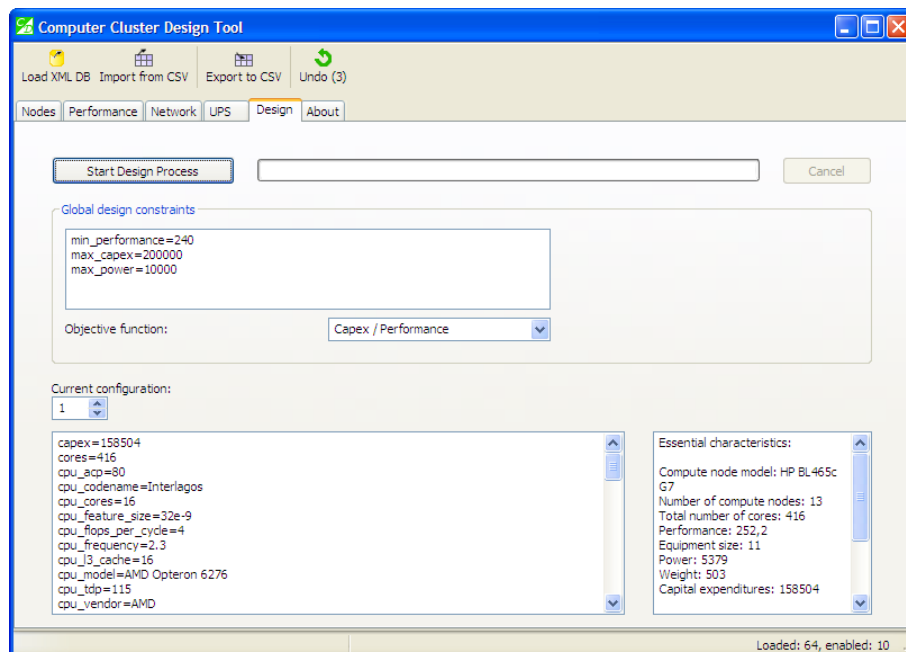 Computer Cluster Design Tool
Load XML DB Import from CSV Export to CSV Undo (3)
Nodes Performance Network UPS Design About
Start Design Process Cancel
Global design constraints
min_performance=240
max_capex=200000
max_power=10000
Objective function: Capex / Performance
Current configuration:
1
capex=158504
cores=416
cpu_acp=80
cpu_codename=Interlagos
cpu_cores=16
cpu_feature_size=32e-9
cpu_flops_per_cycle=4
cpu_frequency=2.3
cpu_l3_cache=16
cpu_model=AMD Opteron 6276
cpu_tdp=115
cpu_vendor=AMD
Essential characteristics:
Compute node model: HP BL465c
G7
Number of compute nodes: 13
Total number of cores: 416
Performance: 252,2
Equipment size: 11
Power: 5379
Weight: 503
Capital expenditures: 158504
Loaded: 64, enabled: 10